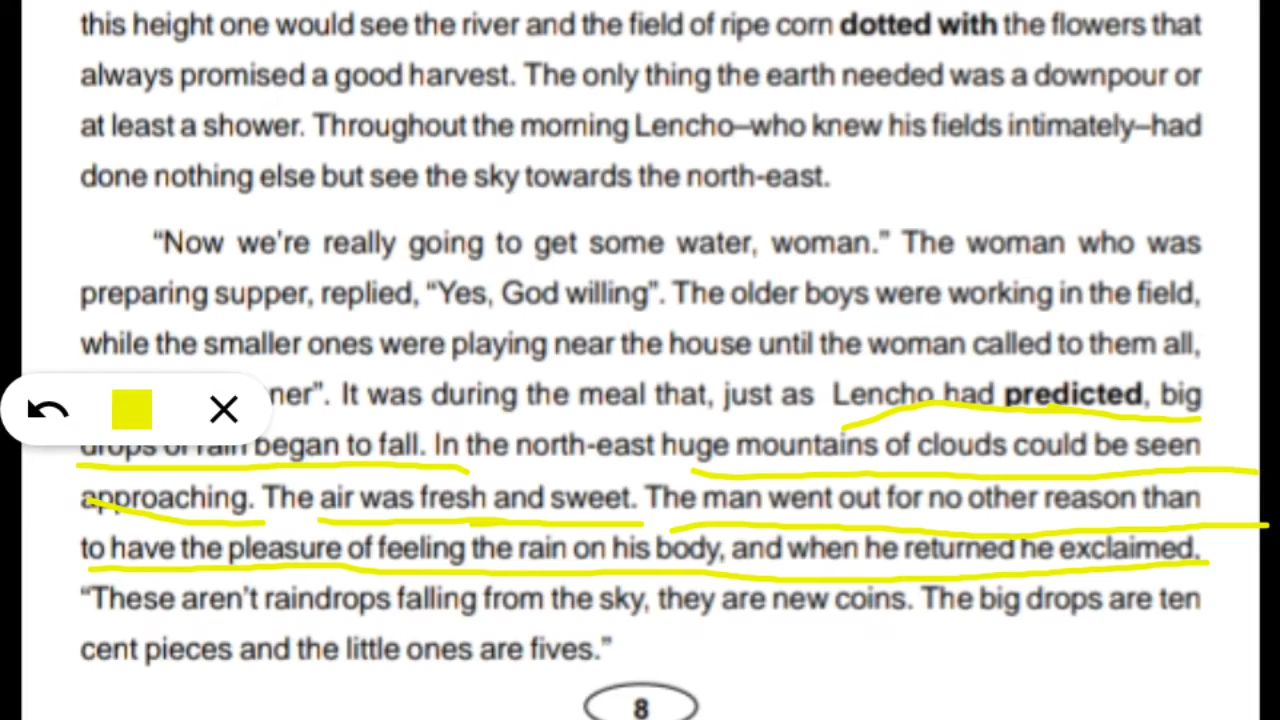 this height one would see the river and the field of ripe corn dotted with the flowers that
always promised a good harvest. The only thing the earth needed was a downpour or
at least a shower. Throughout the morning Lencho–who knew his fields intimately–had
done nothing else but see the sky towards the north-east.
“Now we’re really going to get some water, woman.” The woman who was
preparing supper, replied, “Yes, God willing”. The older boys were working in the field,
while the smaller ones were playing near the house until the woman called to them all,
ner”. It was during the meal that, just as Lencho had predicted, big
drops of rain began to fall. In the north-east huge mountains of clouds could be seen
approaching. The air was fresh and sweet. The man went out for no other reason than
to have the pleasure of feeling the rain on his body, and when he returned he exclaimed.
“These aren’t raindrops falling from the sky, they are new coins. The big drops are ten
cent pieces and the little ones are fives.”
8